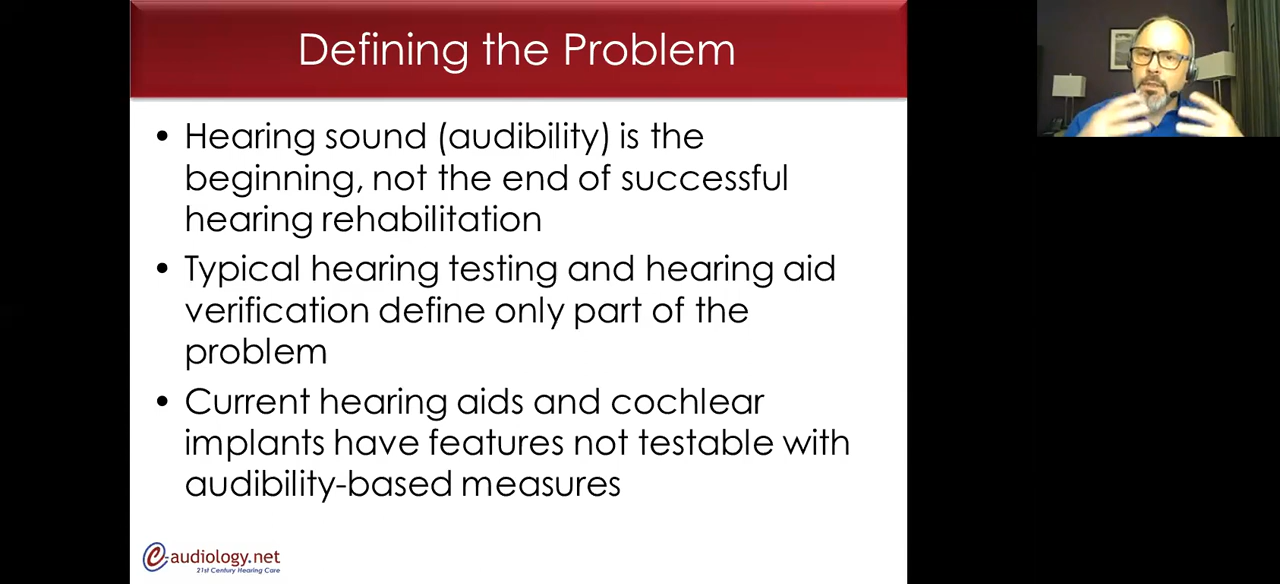 Defining the Problem
• Hearing sound (audibility) is the
beginning, not the end of successful
hearing rehabilitation
• Typical hearing testing and hearing aid
verification define only part of the
problem
• Current hearing aids and cochlear
implants have features not testable with
audibility-based measures
e-audiology.net
21st Century Hearing Care